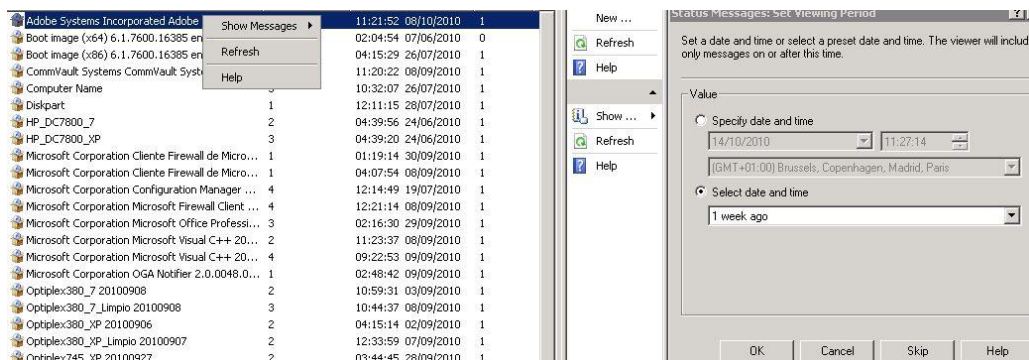 Adobe Systems Incorporated Adobe 11:21:52 08/10/2010 1
Boot image (x64) 6.1.7600.16385 en 02:04:54 07/06/2010 0
Boot image (x86) 6.1.7600.16385 en 04:15:29 26/07/2010 1
CommVault Systems CommVault Syst 11:20:22 08/09/2010 1
Computer Name 10:32:07 26/07/2010 1
Diskpart 1 12:11:15 28/07/2010 1
HP_DC7800_7 2 04:39:56 24/06/2010 1
HP_DC7800_XP 3 04:39:20 24/06/2010 1
Microsoft Corporation Cliente Firewall de Micro... 1 01:19:14 30/09/2010 1
Microsoft Corporation Cliente Firewall de Micro... 1 04:07:54 08/09/2010 1
Microsoft Corporation Configuration Manager ... 4 12:14:49 19/07/2010 1
Microsoft Corporation Microsoft Firewall Client ... 4 12:21:14 08/09/2010 1
Microsoft Corporation Microsoft Office Professi... 3 02:16:30 29/09/2010 1
Microsoft Corporation Microsoft Visual C++ 20... 2 11:23:37 08/09/2010 1
Microsoft Corporation Microsoft Visual C++ 20... 4 09:22:53 09/09/2010 1
Microsoft Corporation OGA Notifier 2.0.0048.0... 1 02:48:42 09/09/2010 1
Optiplex380_7 20100908 2 10:59:31 03/09/2010 1
Optiplex380_7_Limpio 20100908 3 10:44:37 08/09/2010 1
Optiplex380_XP 20100906 2 04:15:14 02/09/2010 1
Optiplex380_XP_Limpio 20100907 2 12:33:59 07/09/2010 1
Optiplex745_XP 20100927 2 03:44:45 28/09/2010 1
Show Messages
Refresh
Help
New ...
Refresh
Help
Show ...
Refresh
Help
Status Messages: Set Viewing Period
Set a date and time or select a preset date and time. The viewer will includ
only messages on or after this time.
Value
Specify date and time
14/10/2010 11:27:14
(GMT+01:00) Brussels, Copenhagen, Madrid, Paris
Select date and time
1 week ago
OK Cancel Skip Help